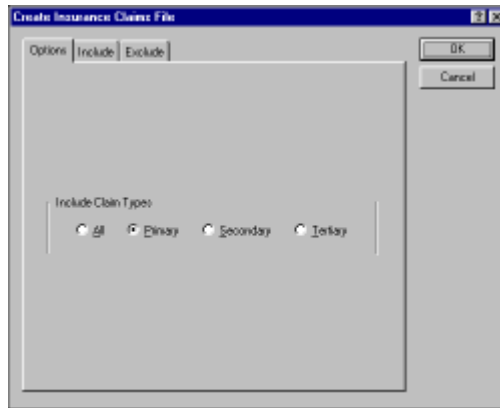 Create Insurance Claims File
Options Include Exclude
OK
Cancel
Include Claim Types
All Primary Secondary Tertiary